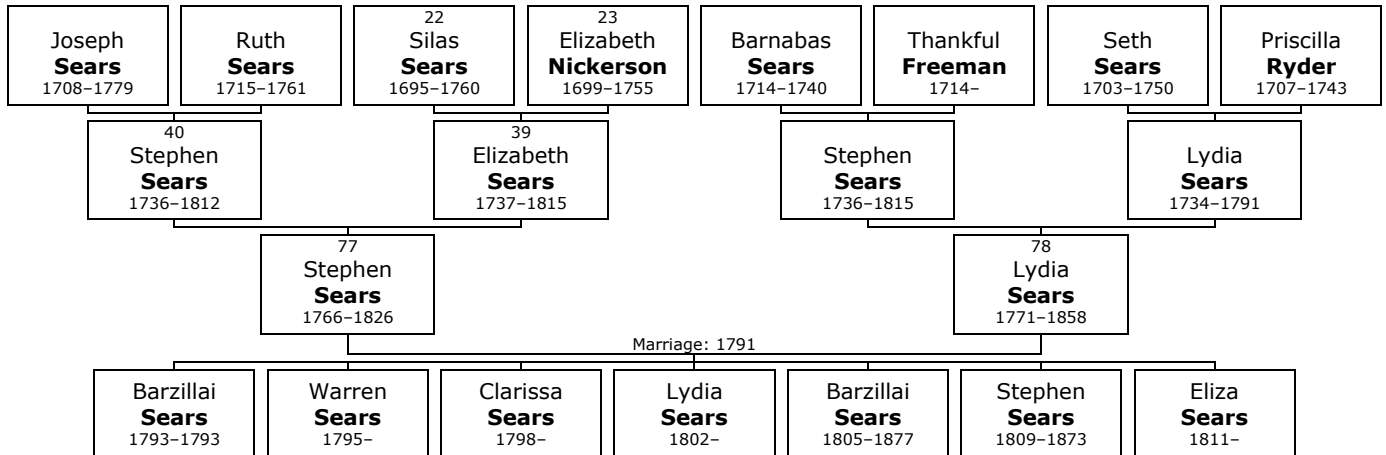 Joseph
Sears
1708–1779
Ruth
Sears
1715–1761
22
Silas
Sears
1695–1760
23
Elizabeth
Nickerson
1699–1755
Barnabas
Sears
1714–1740
Thankful
Freeman
1714–
Seth
Sears
1703–1750
Priscilla
Ryder
1707–1743
40
Stephen
Sears
1736–1812
39
Elizabeth
Sears
1737–1815
Stephen
Sears
1736–1815
Lydia
Sears
1734–1791
77
Stephen
Sears
1766–1826
78
Lydia
Sears
1771–1858
Marriage: 1791
Barzillai
Sears
1793–1793
Warren
Sears
1795–
Clarissa
Sears
1798–
Lydia
Sears
1802–
Barzillai
Sears
1805–1877
Stephen
Sears
1809–1873
Eliza
Sears
1811–